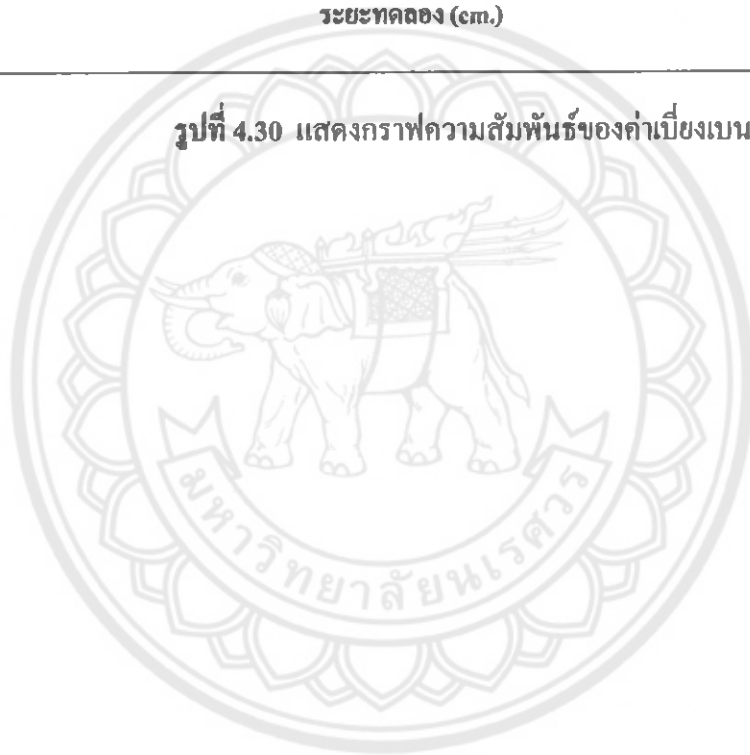 ระยะทดลอง (cm.)
รูปที่ 4.30 แสดงกราฟความสัมพันธ์ของค่าเบี่ยงเบน
มหาวิทยาลัยนเรศวร